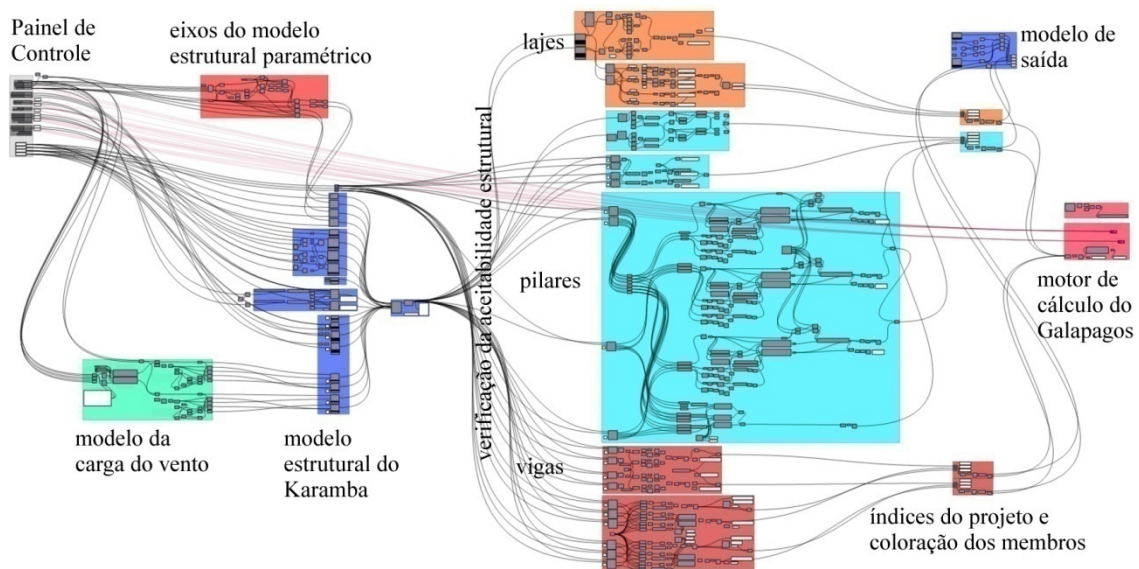 Painel de
Controle
eixos do modelo
estrutural paramétrico
lajes
modelo de
saída
verificação da aceitabilidade estrutural
pilares
motor de
cálculo do
Galapagos
modelo da
carga do vento
modelo
estrutural do
Karamba
vigas
índices do projeto e
coloração dos membros